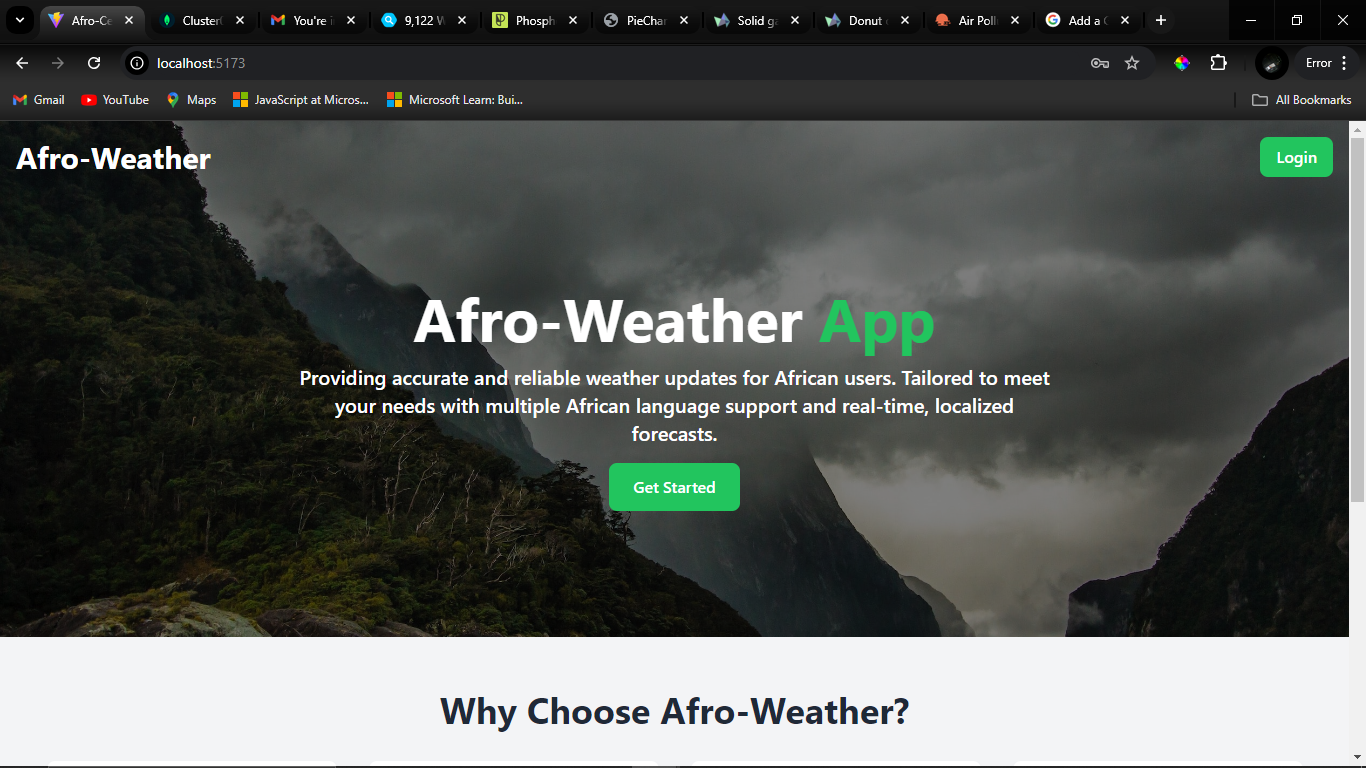 Afro-Ce
Cluster
You're i
9,122 W
Phosph
PieChar
Solid ga
Donut
Air Poll
Add a
localhost:5173
Error
Gmail
YouTube
Maps
JavaScript at Micros...
Microsoft Learn: Bui...
All Bookmarks
Afro-Weather
Login
Afro-Weather App
Providing accurate and reliable weather updates for African users. Tailored to meet
your needs with multiple African language support and real-time, localized
forecasts.
Get Started
Why Choose Afro-Weather?